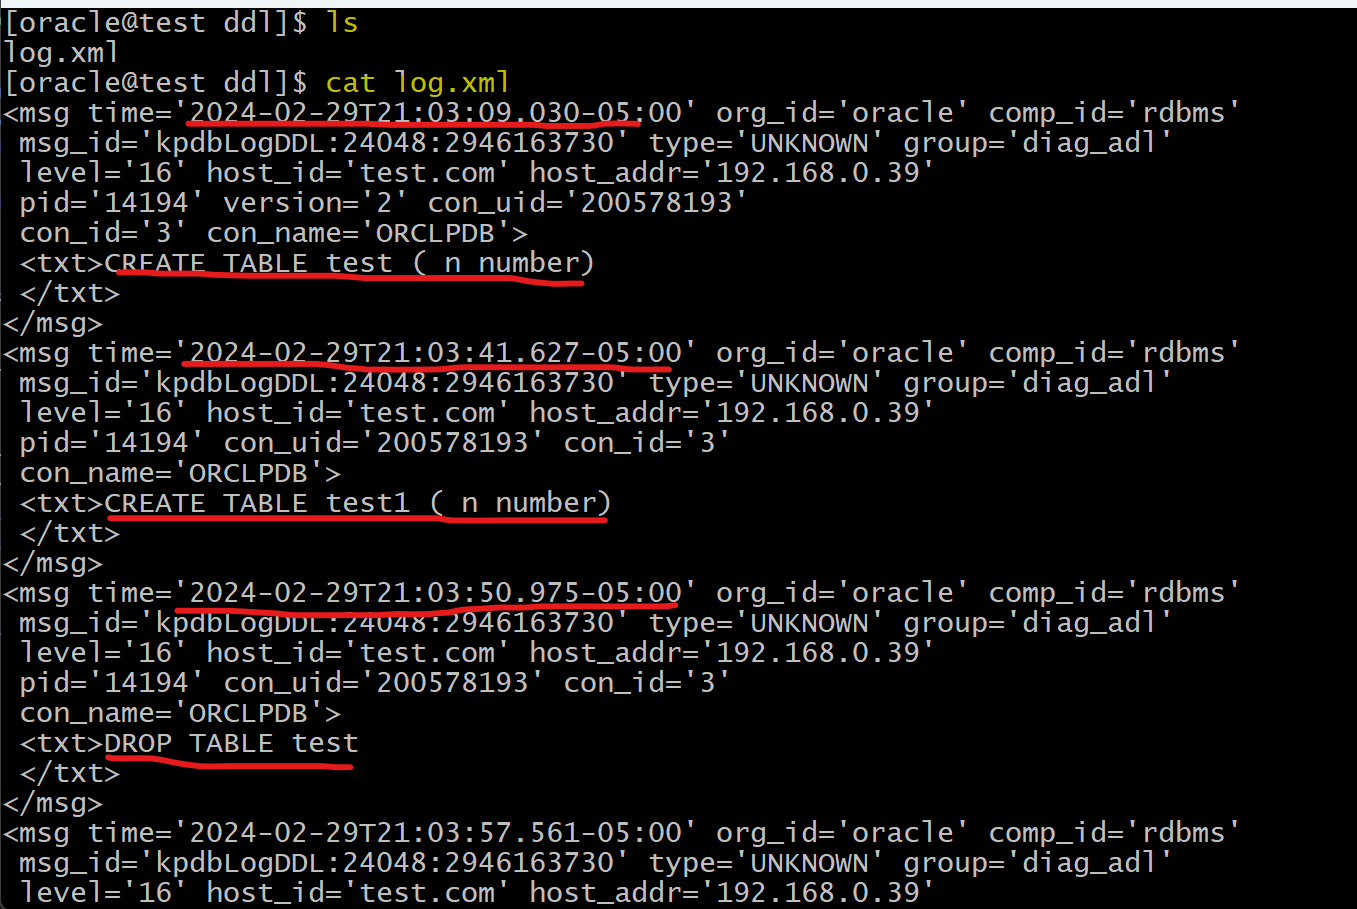 [oracle@test ddl]$ ls
log.xml
[oracle@test ddl]$ cat log.xml
<msg time='2024-02-29T21:03:09.030-05:00' org_id='oracle' comp_id='rdbms'
 msg_id='kpdbLogDDL:24048:2946163730' type='UNKNOWN' group='diag_adl'
 level='16' host_id='test.com' host_addr='192.168.0.39'
 pid='14194' version='2' con_uid='200578193'
 con_id='3' con_name='ORCLPDB'>
 <txt>CREATE TABLE test ( n number)
 </txt>
</msg>
<msg time='2024-02-29T21:03:41.627-05:00' org_id='oracle' comp_id='rdbms'
 msg_id='kpdbLogDDL:24048:2946163730' type='UNKNOWN' group='diag_adl'
 level='16' host_id='test.com' host_addr='192.168.0.39'
 pid='14194' con_uid='200578193' con_id='3'
 con_name='ORCLPDB'>
 <txt>CREATE TABLE test1 ( n number)
 </txt>
</msg>
<msg time='2024-02-29T21:03:50.975-05:00' org_id='oracle' comp_id='rdbms'
 msg_id='kpdbLogDDL:24048:2946163730' type='UNKNOWN' group='diag_adl'
 level='16' host_id='test.com' host_addr='192.168.0.39'
 pid='14194' con_uid='200578193' con_id='3'
 con_name='ORCLPDB'>
 <txt>DROP TABLE test
 </txt>
</msg>
<msg time='2024-02-29T21:03:57.561-05:00' org_id='oracle' comp_id='rdbms'
 msg_id='kpdbLogDDL:24048:2946163730' type='UNKNOWN' group='diag_adl'
 level='16' host_id='test.com' host_addr='192.168.0.39'